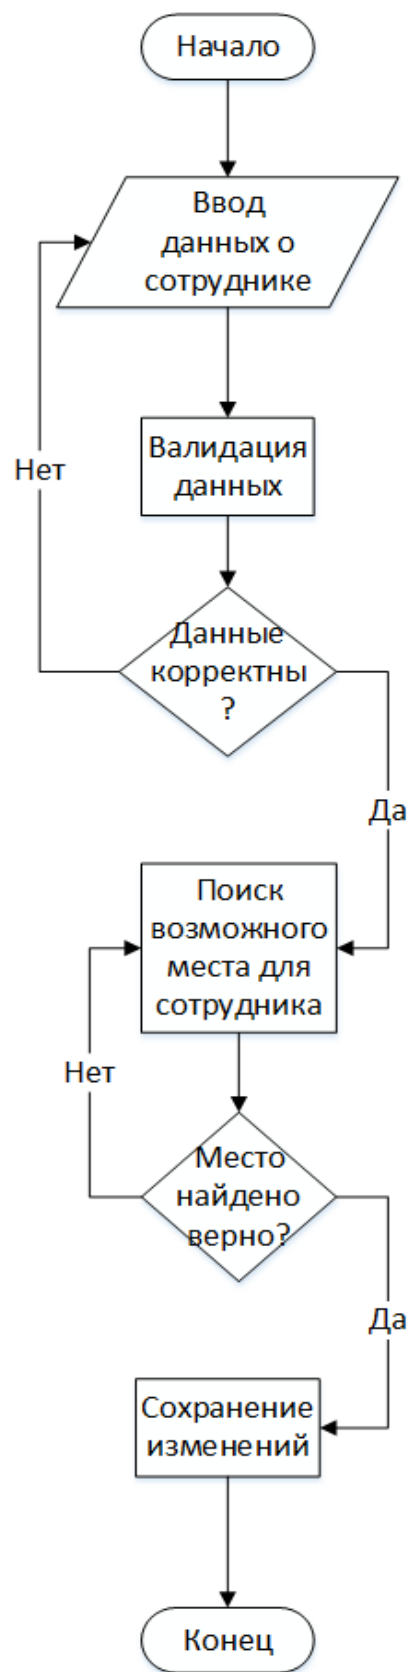 Начало
Ввод
данных о
сотруднике
Валидация
данных
Нет
Данные
корректны
?
Да
Поиск
возможного
места для
сотрудника
Нет
Место
найдено
верно?
Да
Сохранение
изменений
Конец